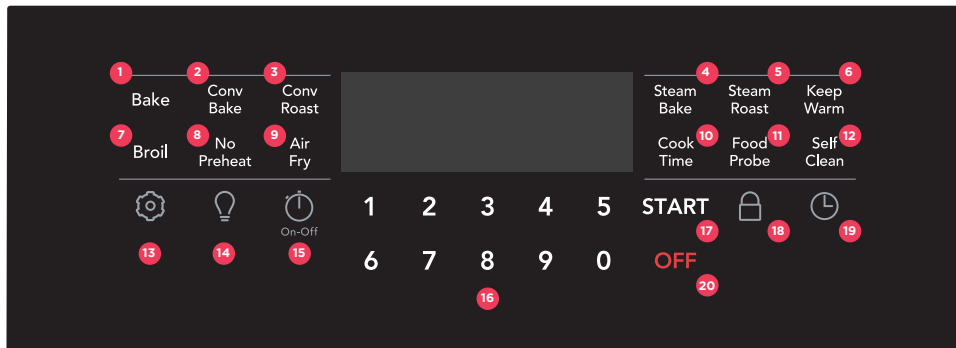 1 2 3 4 5 6
Bake Conv Bake Conv Roast Steam Bake Steam Roast Keep Warm
7 8 9 10 11 12
Broil No Preheat Air Fry Cook Time Food Probe Self Clean
On-Off
1 2 3 4 5 START
13 14 15 17 18 19
6 7 8 9 0 OFF
16 20